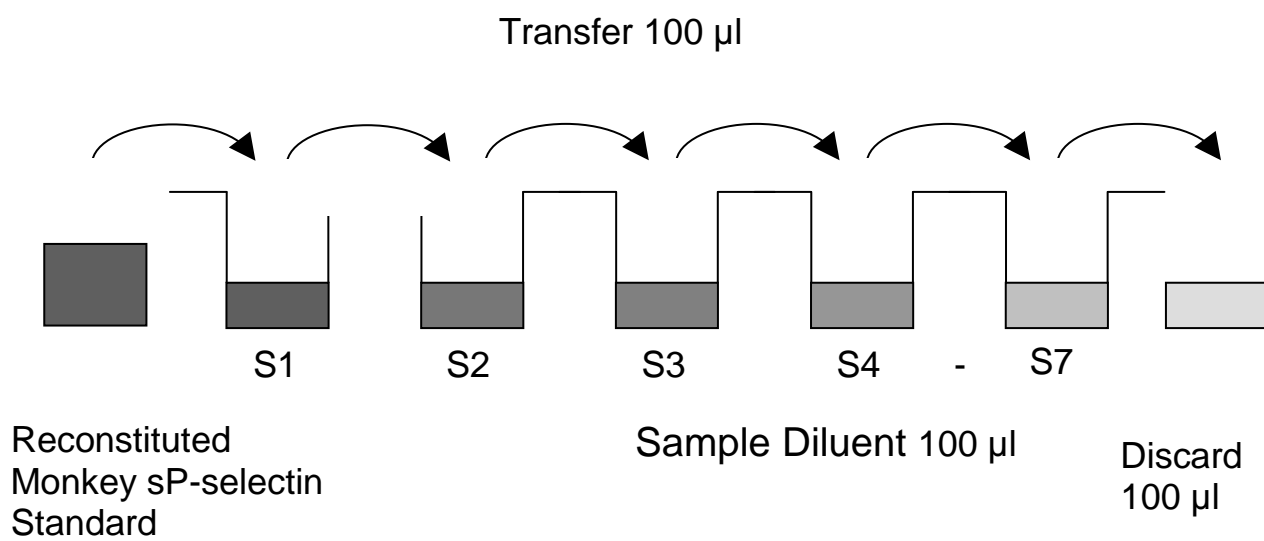 Transfer 100 µl
S1 S2 S3 S4 - S7
Reconstituted
Monkey sP-selectin
Standard
Sample Diluent 100 µl
Discard
100 µl